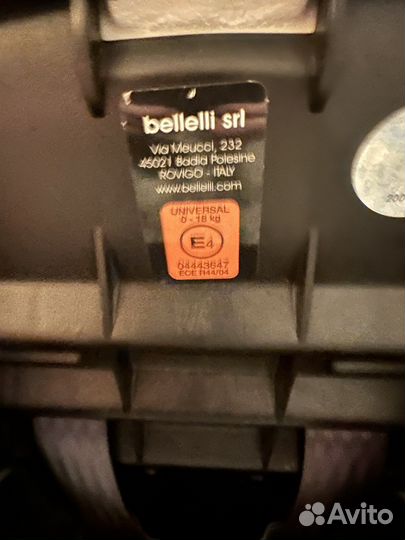 bellelli srl
Via Meucci, 232
45021 Badia Polesine
ROVIGO - ITALY
www.bellelli.com
UNIVERSAL
0 - 18 kg
E4
04443647
ECE R44/04
200
Avito